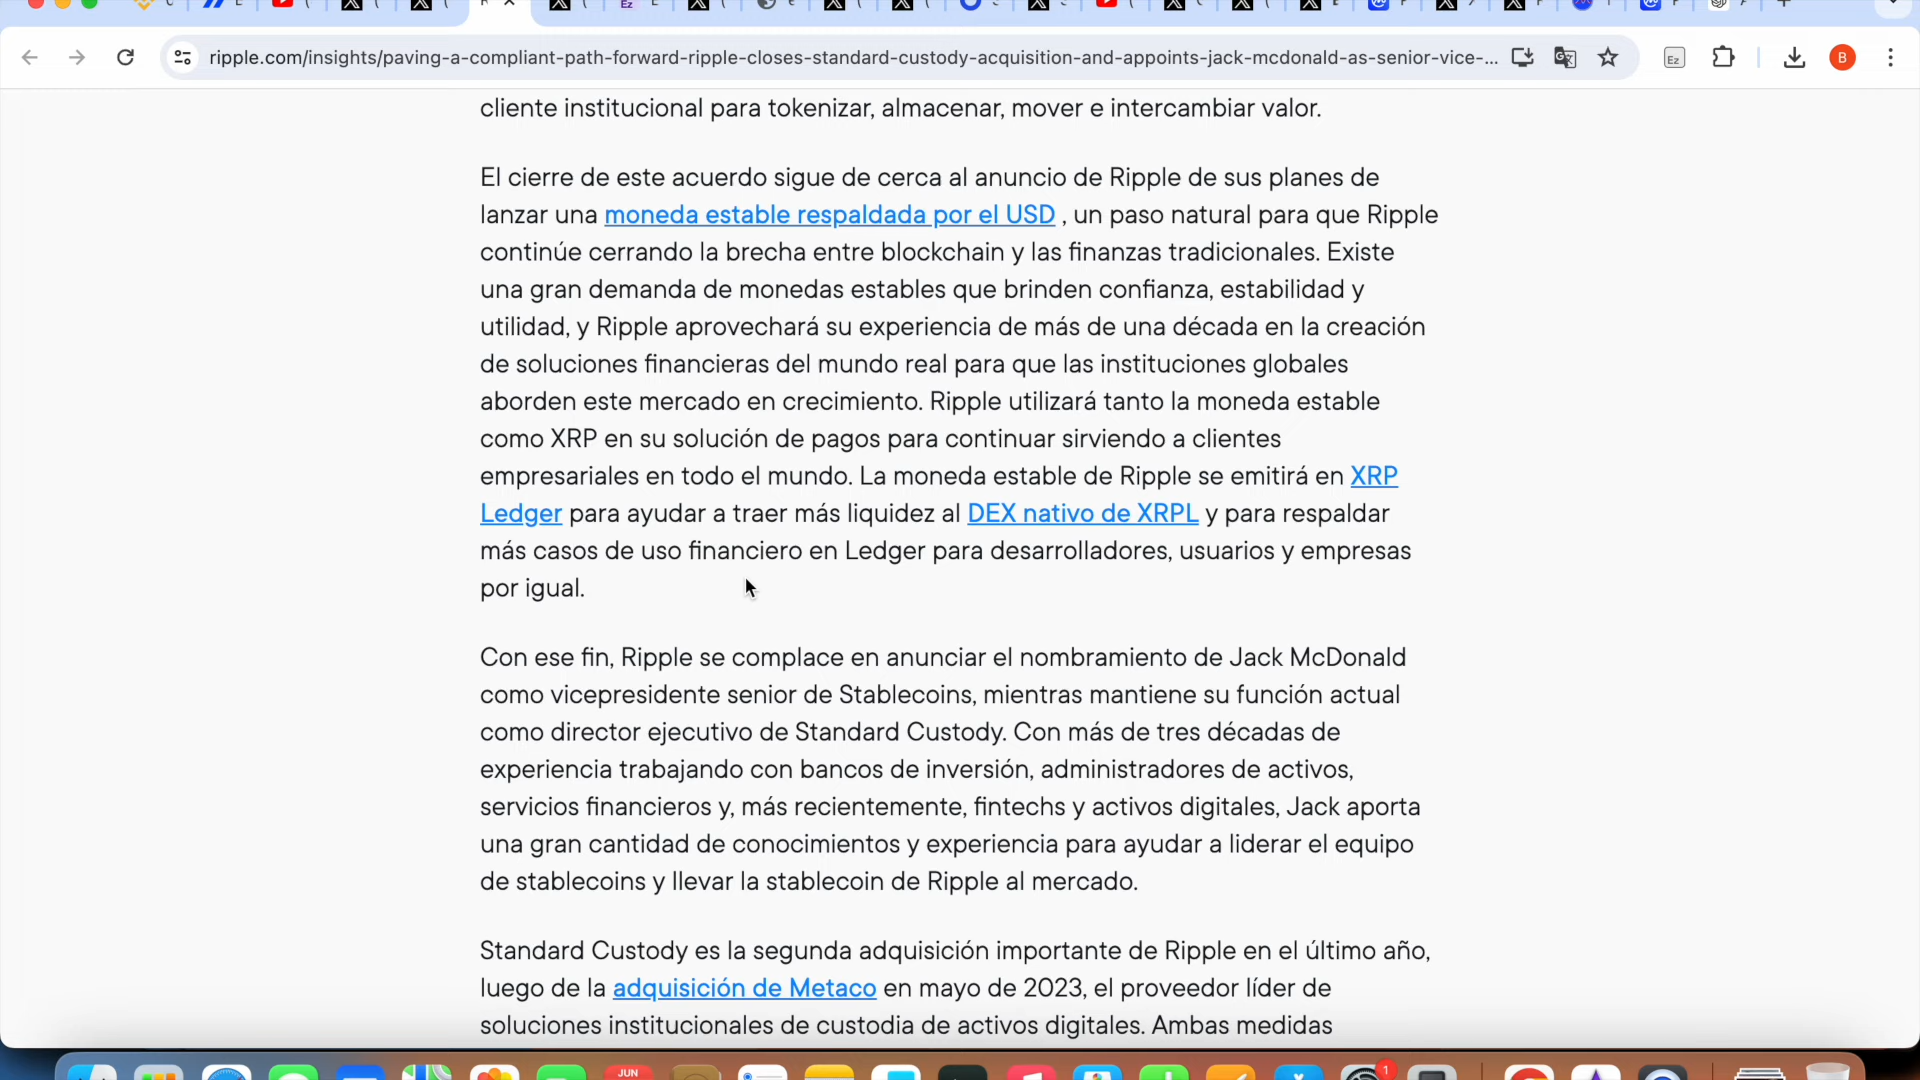 ripple.com/insights/paving-a-compliant-path-forward-ripple-closes-standard-custody-acquisition-and-appoints-jack-mcdonald-as-senior-vice-...
Ez
B
cliente institucional para tokenizar, almacenar, mover e intercambiar valor.
El cierre de este acuerdo sigue de cerca al anuncio de Ripple de sus planes de
lanzar una moneda estable respaldada por el USD , un paso natural para que Ripple
continúe cerrando la brecha entre blockchain y las finanzas tradicionales. Existe
una gran demanda de monedas estables que brinden confianza, estabilidad y
utilidad, y Ripple aprovechará su experiencia de más de una década en la creación
de soluciones financieras del mundo real para que las instituciones globales
aborden este mercado en crecimiento. Ripple utilizará tanto la moneda estable
como XRP en su solución de pagos para continuar sirviendo a clientes
empresariales en todo el mundo. La moneda estable de Ripple se emitirá en XRP
Ledger para ayudar a traer más liquidez al DEX nativo de XRPL y para respaldar
más casos de uso financiero en Ledger para desarrolladores, usuarios y empresas
por igual.
Con ese fin, Ripple se complace en anunciar el nombramiento de Jack McDonald
como vicepresidente senior de Stablecoins, mientras mantiene su función actual
como director ejecutivo de Standard Custody. Con más de tres décadas de
experiencia trabajando con bancos de inversión, administradores de activos,
servicios financieros y, más recientemente, fintechs y activos digitales, Jack aporta
una gran cantidad de conocimientos y experiencia para ayudar a liderar el equipo
de stablecoins y llevar la stablecoin de Ripple al mercado.
Standard Custody es la segunda adquisición importante de Ripple en el último año,
luego de la adquisición de Metaco en mayo de 2023, el proveedor líder de
soluciones institucionales de custodia de activos digitales. Ambas medidas
JUN
1